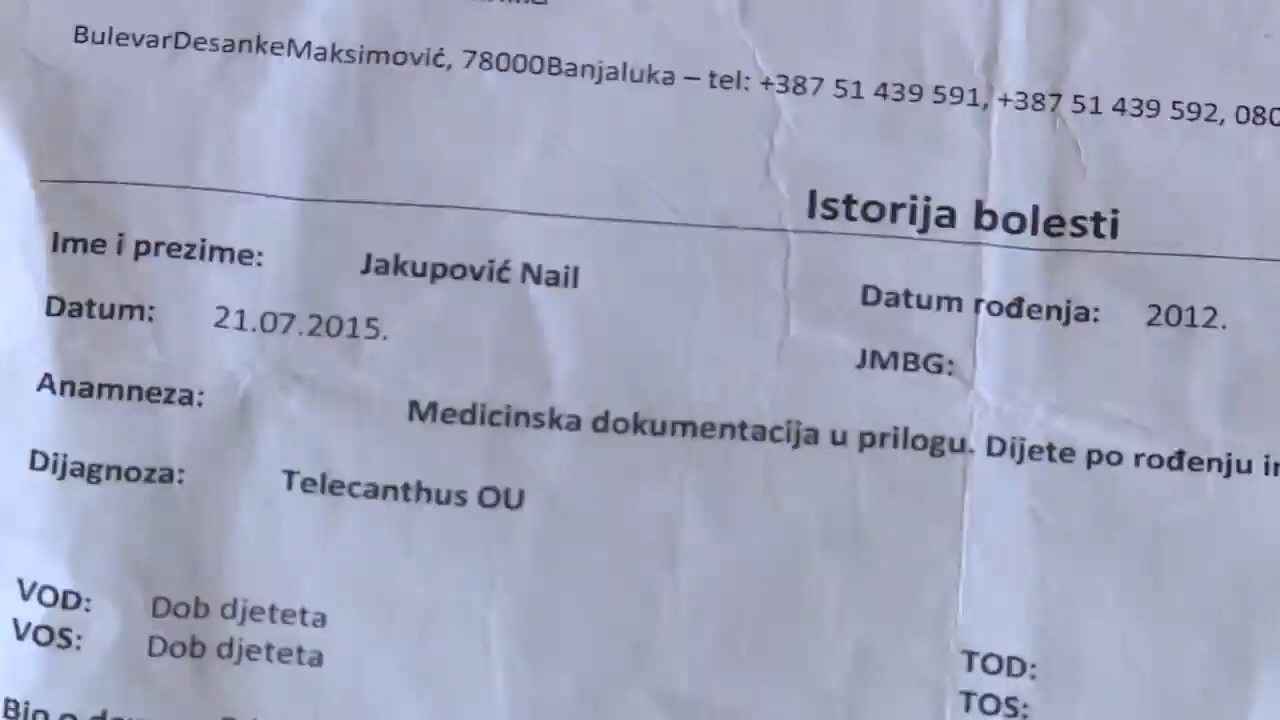 BulevarDesankeMaksimović, 78000Banjaluka – tel: +387 51 439 591, +387 51 439 592, 080
Istorija bolesti
Ime i prezime: Jakupović Nail
Datum rođenja: 2012.
Datum: 21.07.2015.
JMBG:
Anamneza: Medicinska dokumentacija u prilogu. Dijete po rođenju
Dijagnoza: Telecanthus OU
VOD: Dob djeteta
VOS: Dob djeteta
TOD:
TOS: